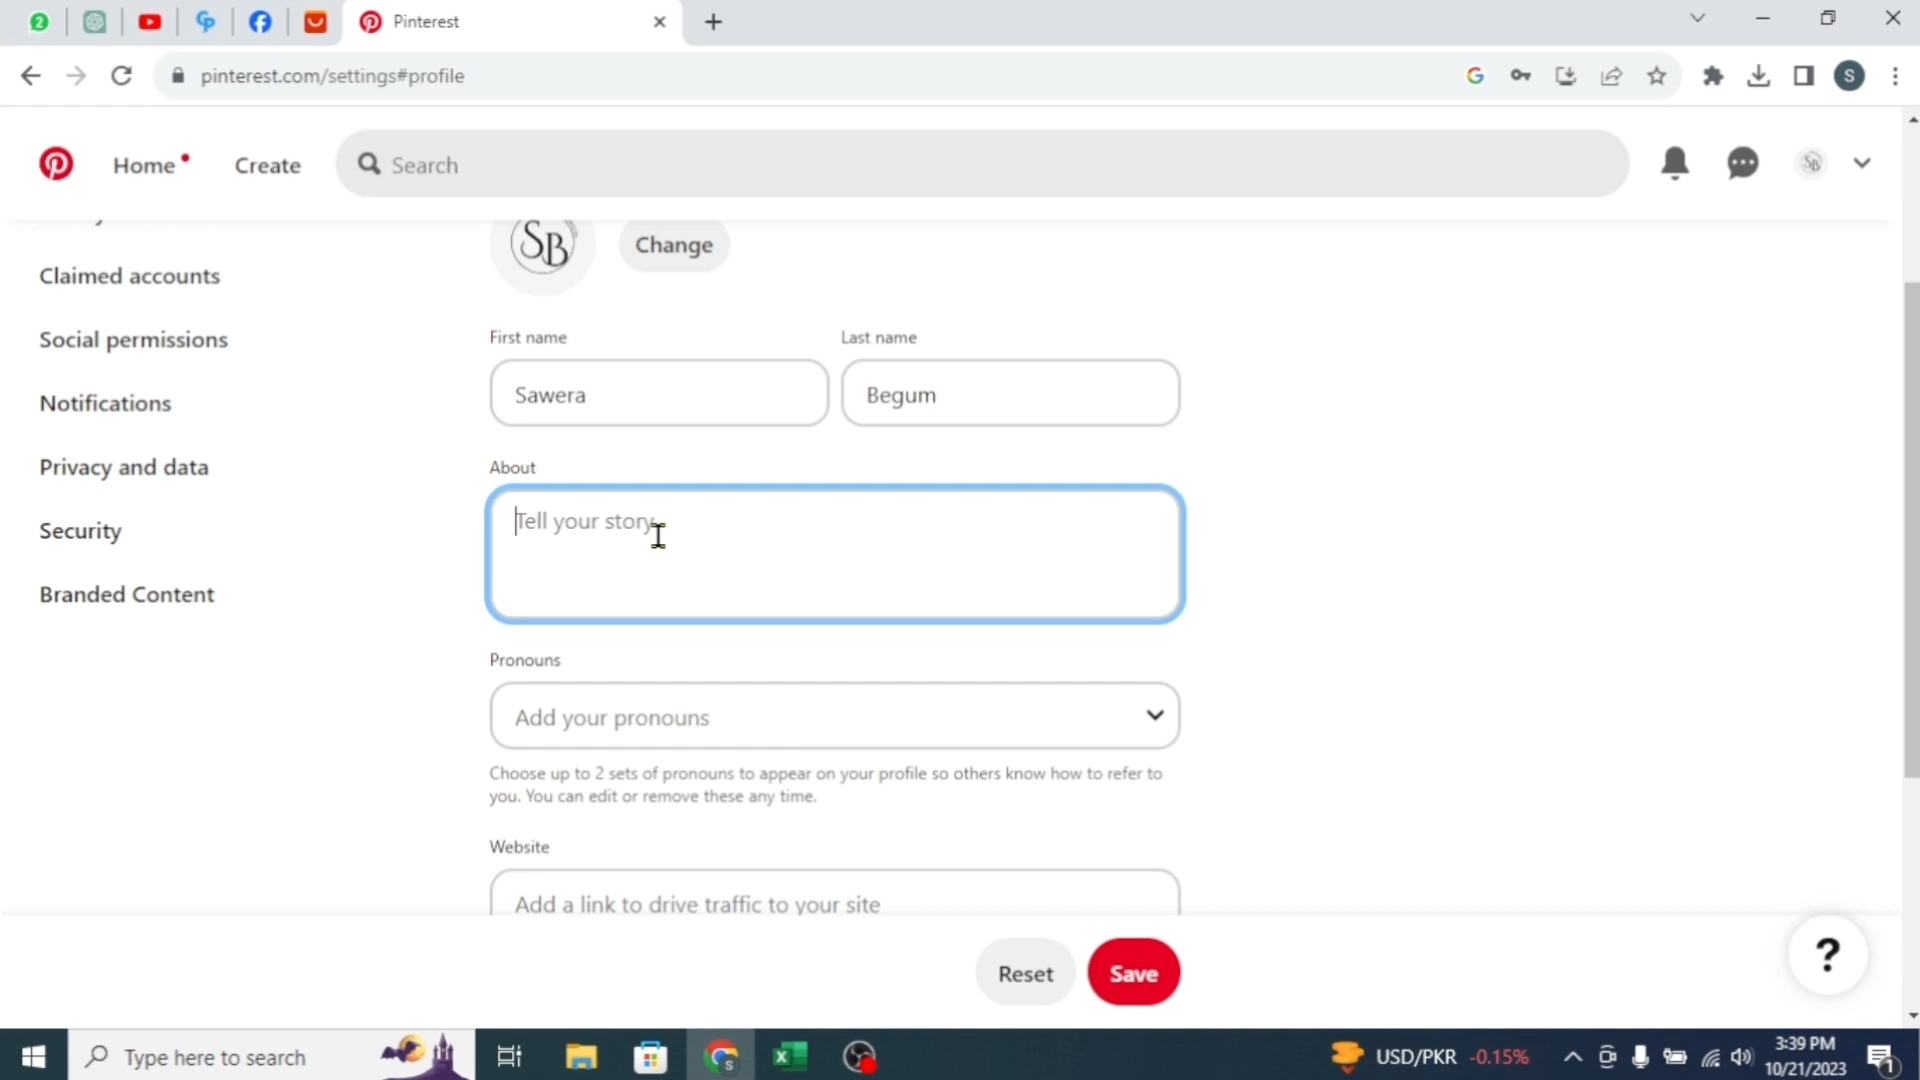 2
Pinterest
pinterest.com/settings#profile
S
Home
Create
Search
SB
SB
Change
Claimed accounts
Social permissions
Notifications
Privacy and data
Security
Branded Content
First name
Last name
Sawera
Begum
About
Tell your story
Pronouns
Add your pronouns
Choose up to 2 sets of pronouns to appear on your profile so others know how to refer to
you. You can edit or remove these any time.
Website
Add a link to drive traffic to your site
Reset
Save
?
Type here to search
USD/PKR -0.15%
3:39 PM
10/21/2023
1